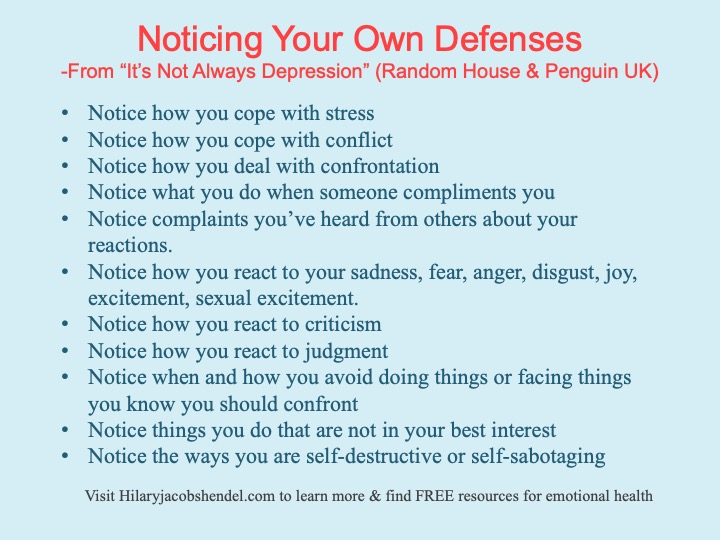 Noticing Your Own Defenses
-From “It’s Not Always Depression” (Random House & Penguin UK)
• Notice how you cope with stress
• Notice how you cope with conflict
• Notice how you deal with confrontation
• Notice what you do when someone compliments you
• Notice complaints you’ve heard from others about your
reactions.
• Notice how you react to your sadness, fear, anger, disgust, joy,
excitement, sexual excitement.
• Notice how you react to criticism
• Notice how you react to judgment
• Notice when and how you avoid doing things or facing things
you know you should confront
• Notice things you do that are not in your best interest
• Notice the ways you are self-destructive or self-sabotaging
Visit Hilaryjacobshendel.com to learn more & find FREE resources for emotional health